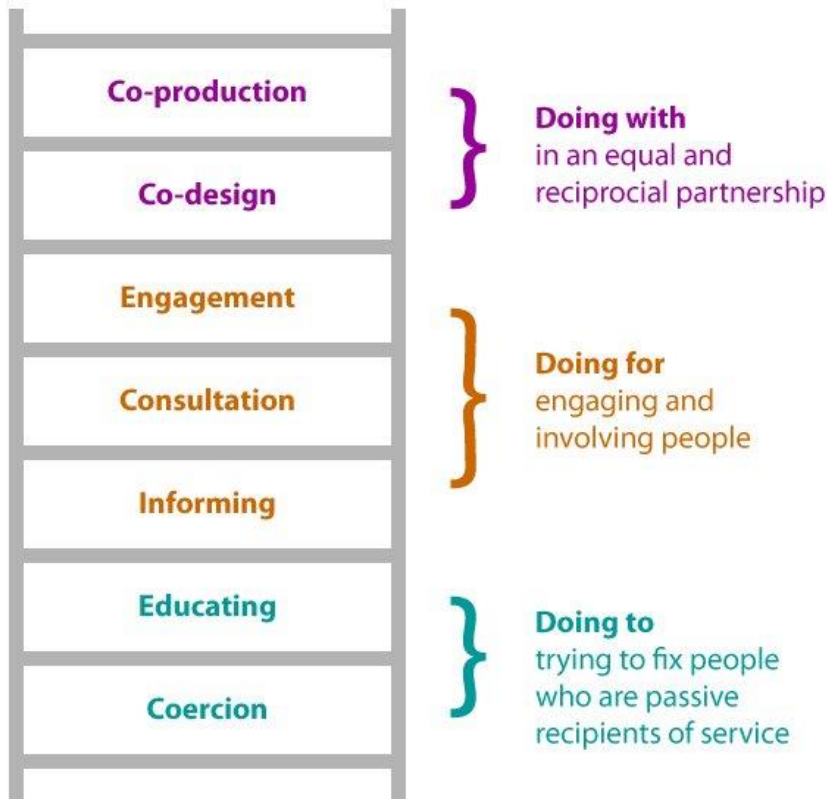 Co-production
Co-design
Doing with
in an equal and
reciprocial partnership
Engagement
Consultation
Informing
Doing for
engaging and
involving people
Educating
Coercion
Doing to
trying to fix people
who are passive
recipients of service